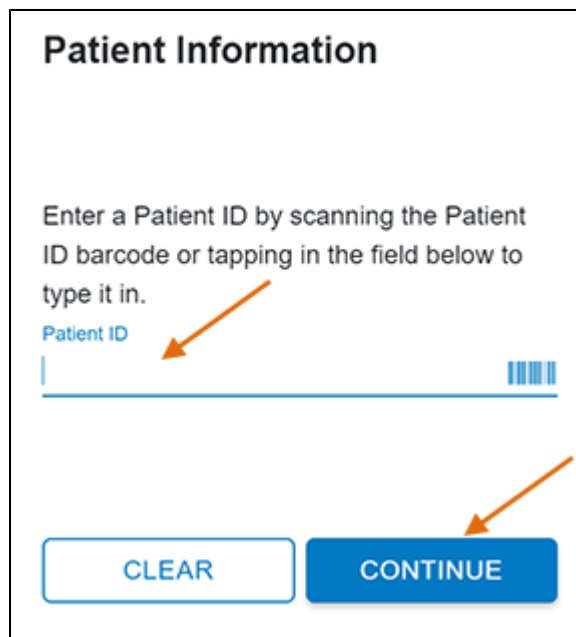 Patient Information
Enter a Patient ID by scanning the Patient
ID barcode or tapping in the field below to
type it in.
Patient ID
CLEAR
CONTINUE